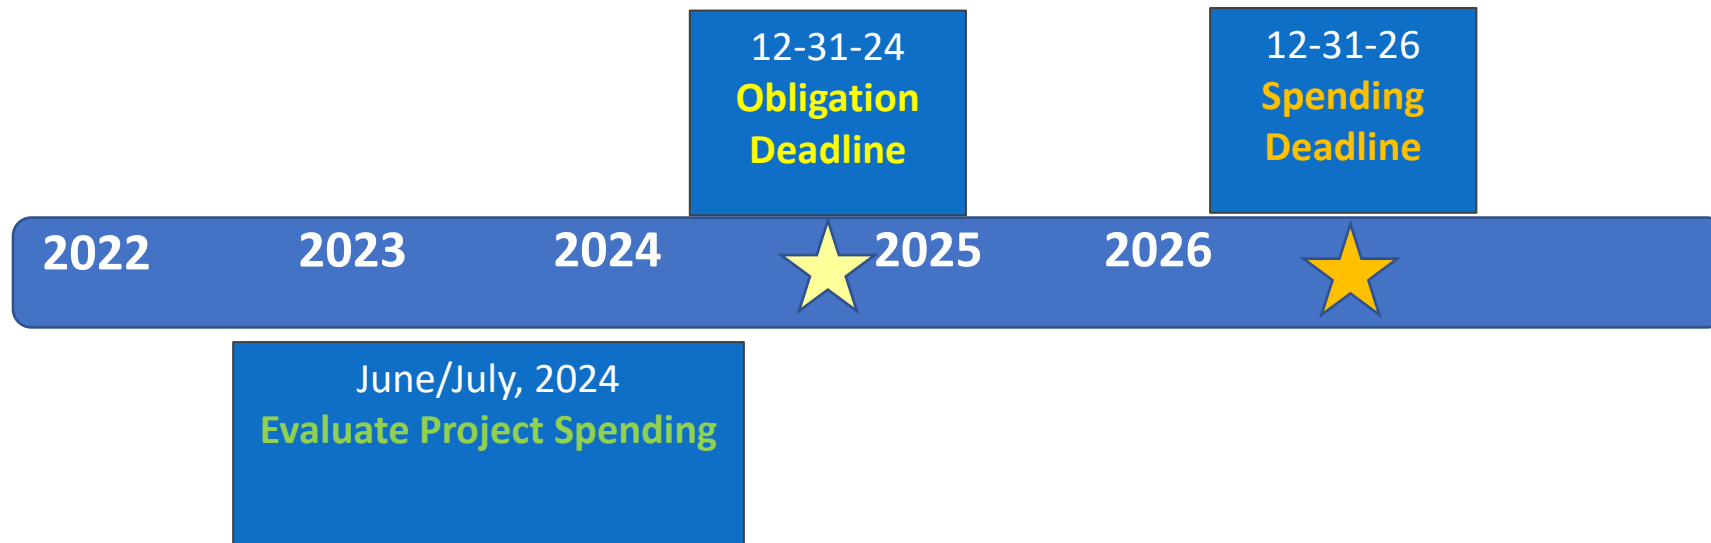 12-31-24
Obligation
Deadline
12-31-26
Spending
Deadline
2022 2023 2024 2025 2026
June/July, 2024
Evaluate Project Spending